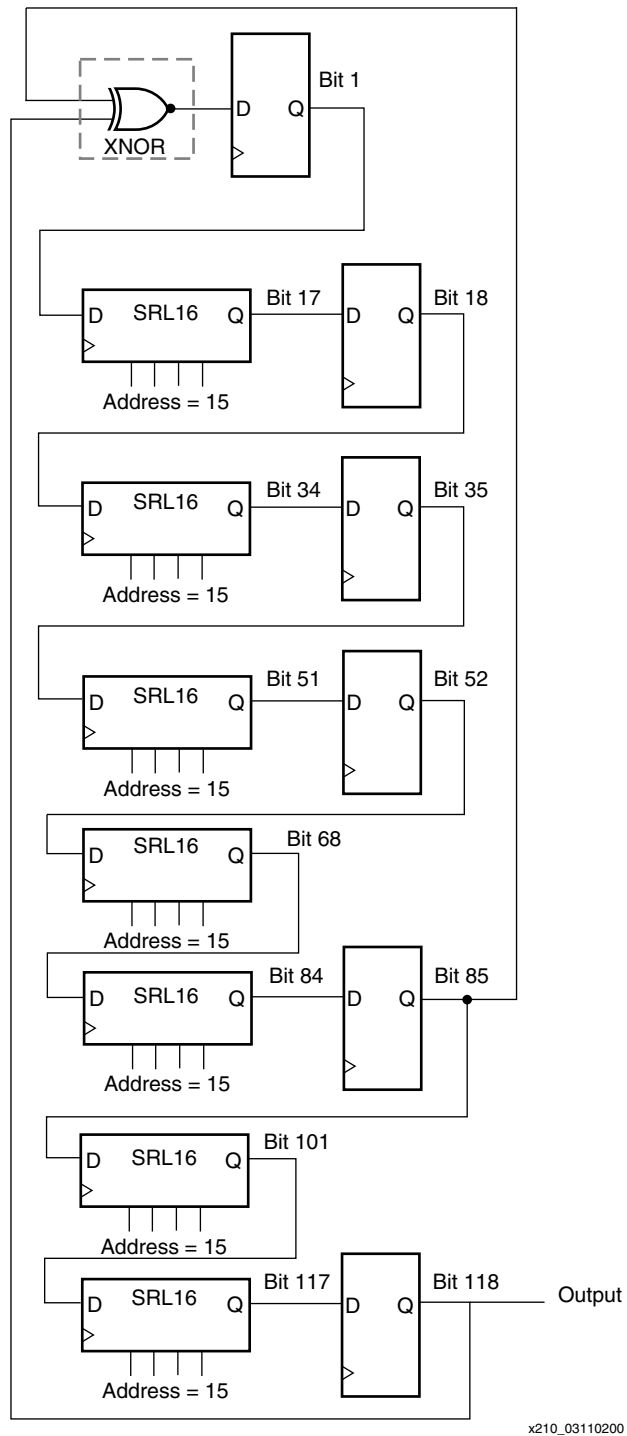 Bit 1
D Q
XNOR
D SRL16 Q Bit 17 D Q Bit 18
Address = 15
D SRL16 Q Bit 34 D Q Bit 35
Address = 15
D SRL16 Q Bit 51 D Q Bit 52
Address = 15
D SRL16 Q Bit 68
Address = 15
D SRL16 Q Bit 84 D Q Bit 85
Address = 15
D SRL16 Q Bit 101
Address = 15
D SRL16 Q Bit 117 D Q Bit 118 Output
Address = 15
x210_03110200